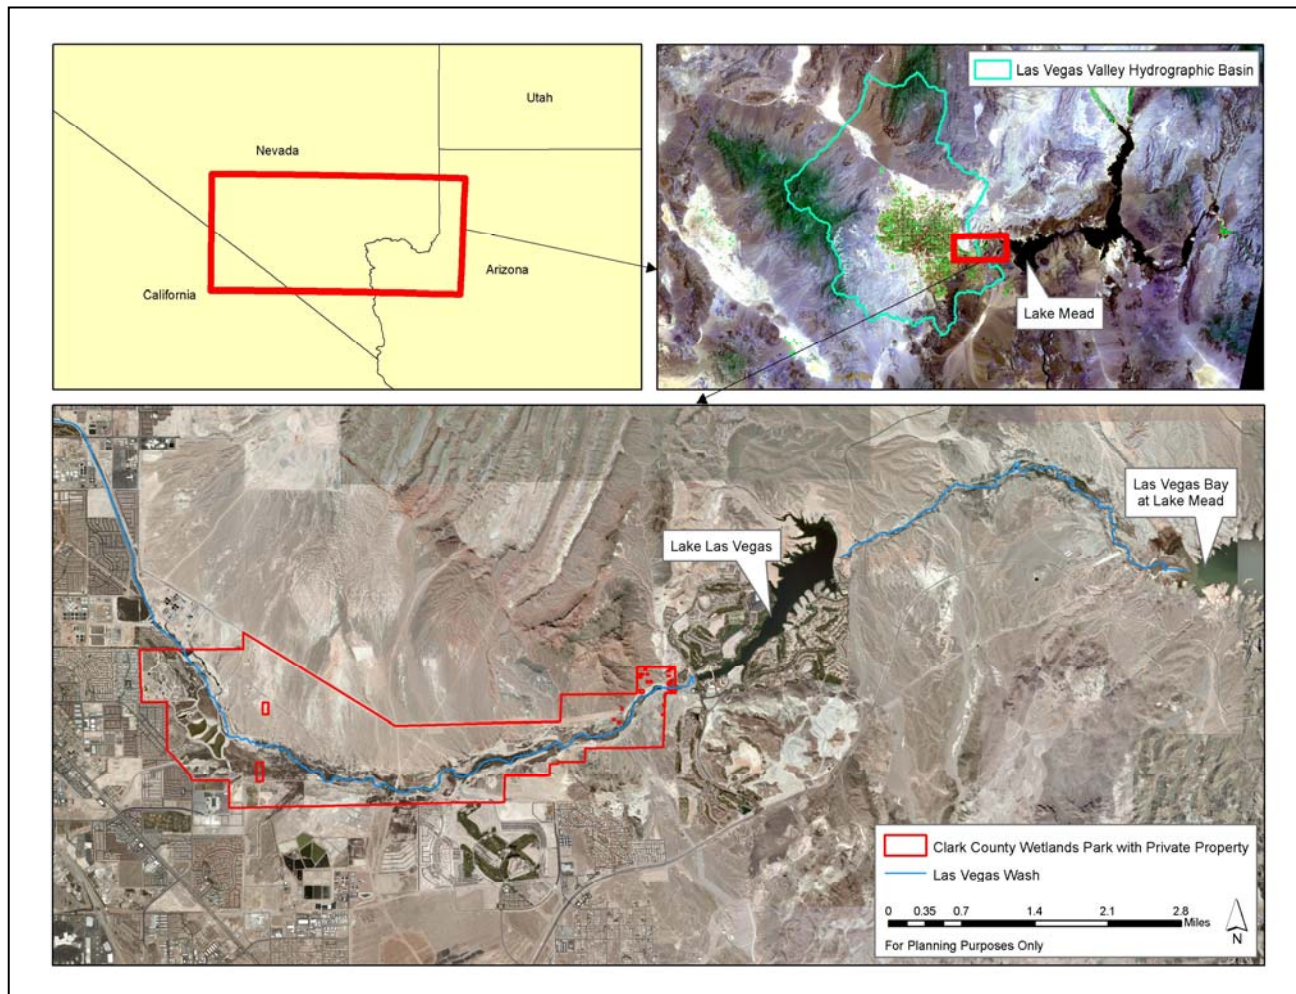 Utah
Nevada
Arizona
California
Las Vegas Valley Hydrographic Basin
Lake Mead
Las Vegas Bay
at Lake Mead
Lake Las Vegas
Clark County Wetlands Park with Private Property
Las Vegas Wash
0 0.35 0.7 1.4 2.1 2.8
Miles
For Planning Purposes Only
N